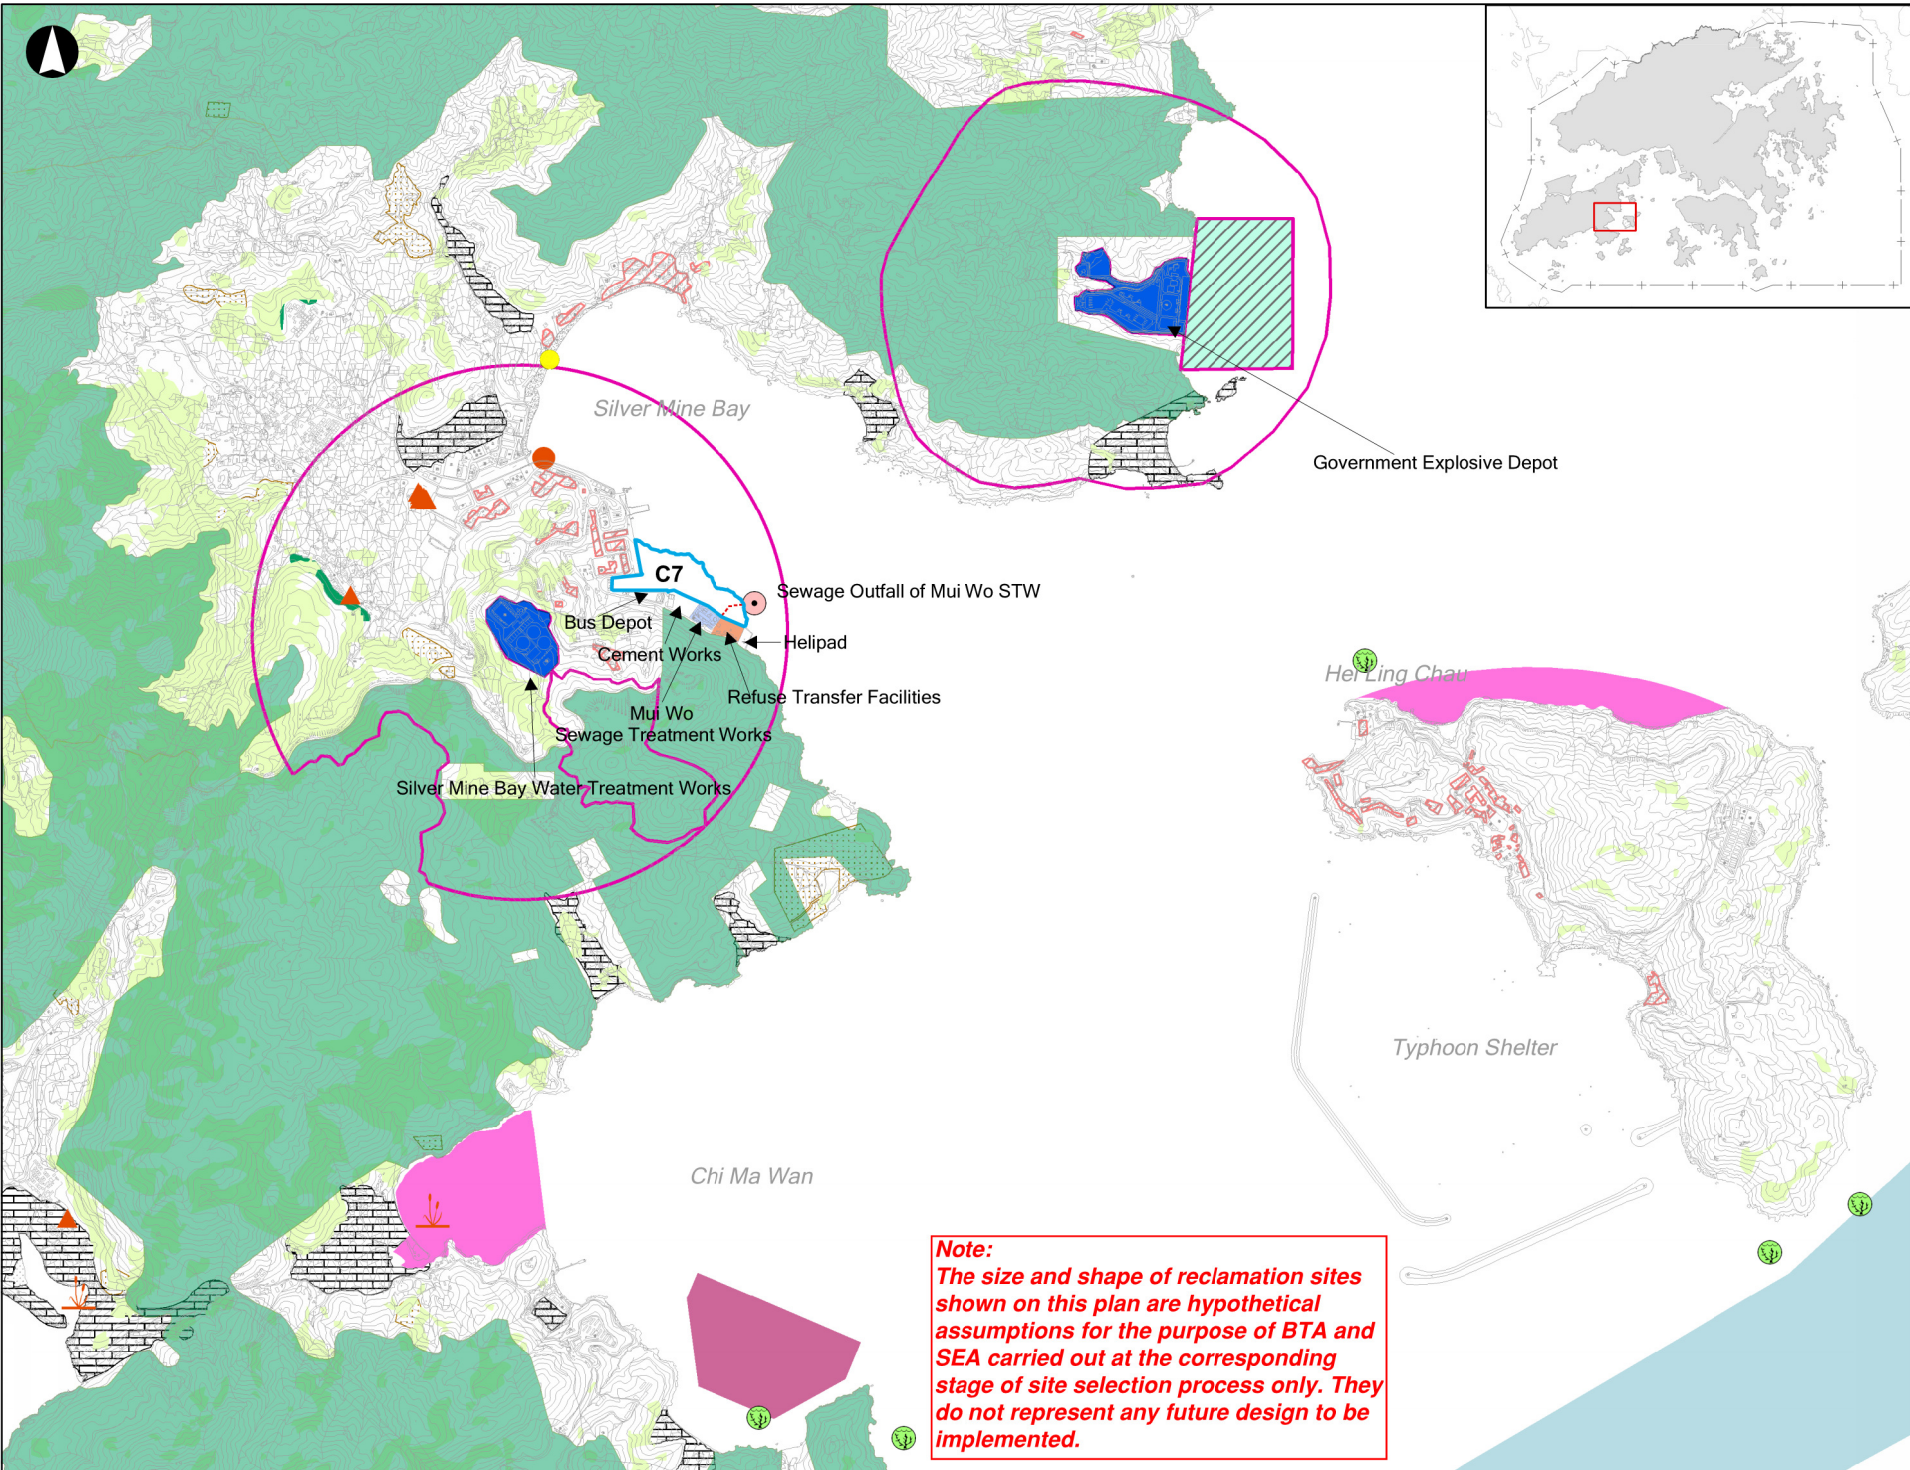 Silver Mine Bay
Government Explosive Depot
C7
Sewage Outfall of Mui Wo STW
Bus Depot
Helipad
Cement Works
Hei Ling Chau
Refuse Transfer Facilities
Mui Wo
Sewage Treatment Works
Silver Mine Bay Water Treatment Works
Typhoon Shelter
Chi Ma Wan
Note:
The size and shape of reclamation sites
shown on this plan are hypothetical
assumptions for the purpose of BTA and
SEA carried out at the corresponding
stage of site selection process only. They
do not represent any future design to be
implemented.